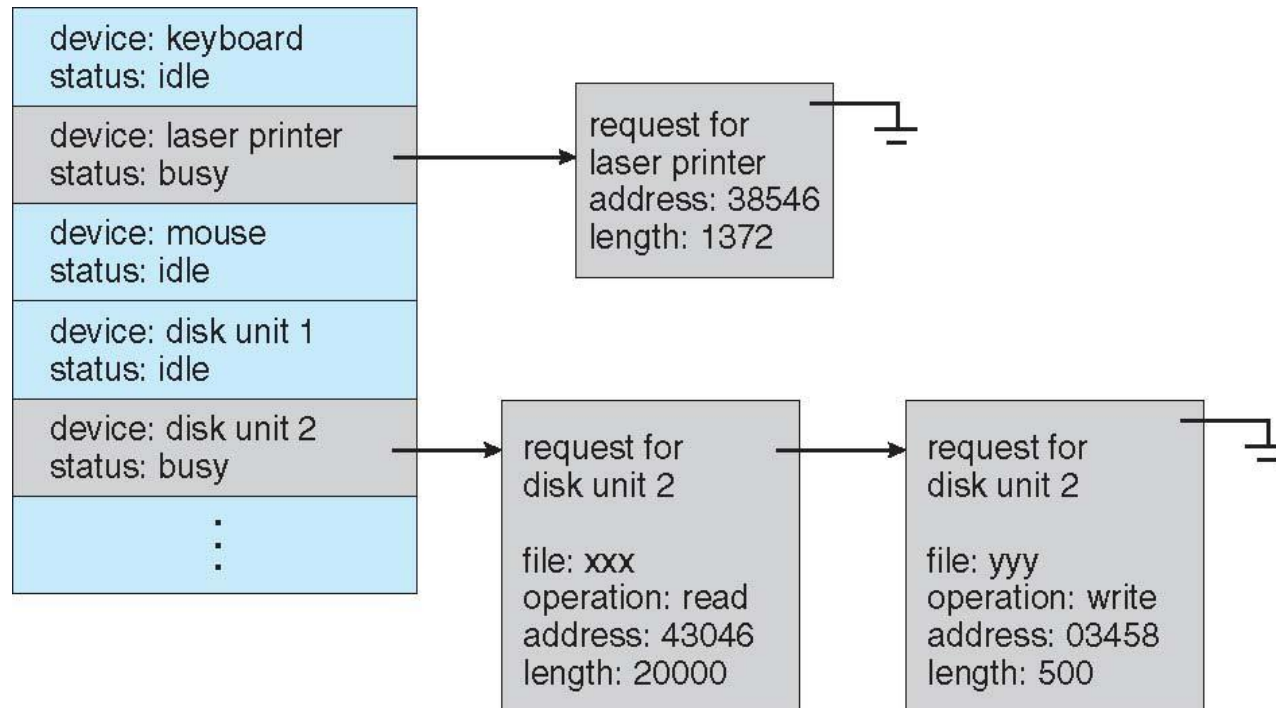 device: keyboard
status: idle
device: laser printer
status: busy
device: mouse
status: idle
device: disk unit 1
status: idle
device: disk unit 2
status: busy
request for
laser printer
address: 38546
length: 1372
request for
disk unit 2
file: xxx
operation: read
address: 43046
length: 20000
request for
disk unit 2
file: yyy
operation: write
address: 03458
length: 500